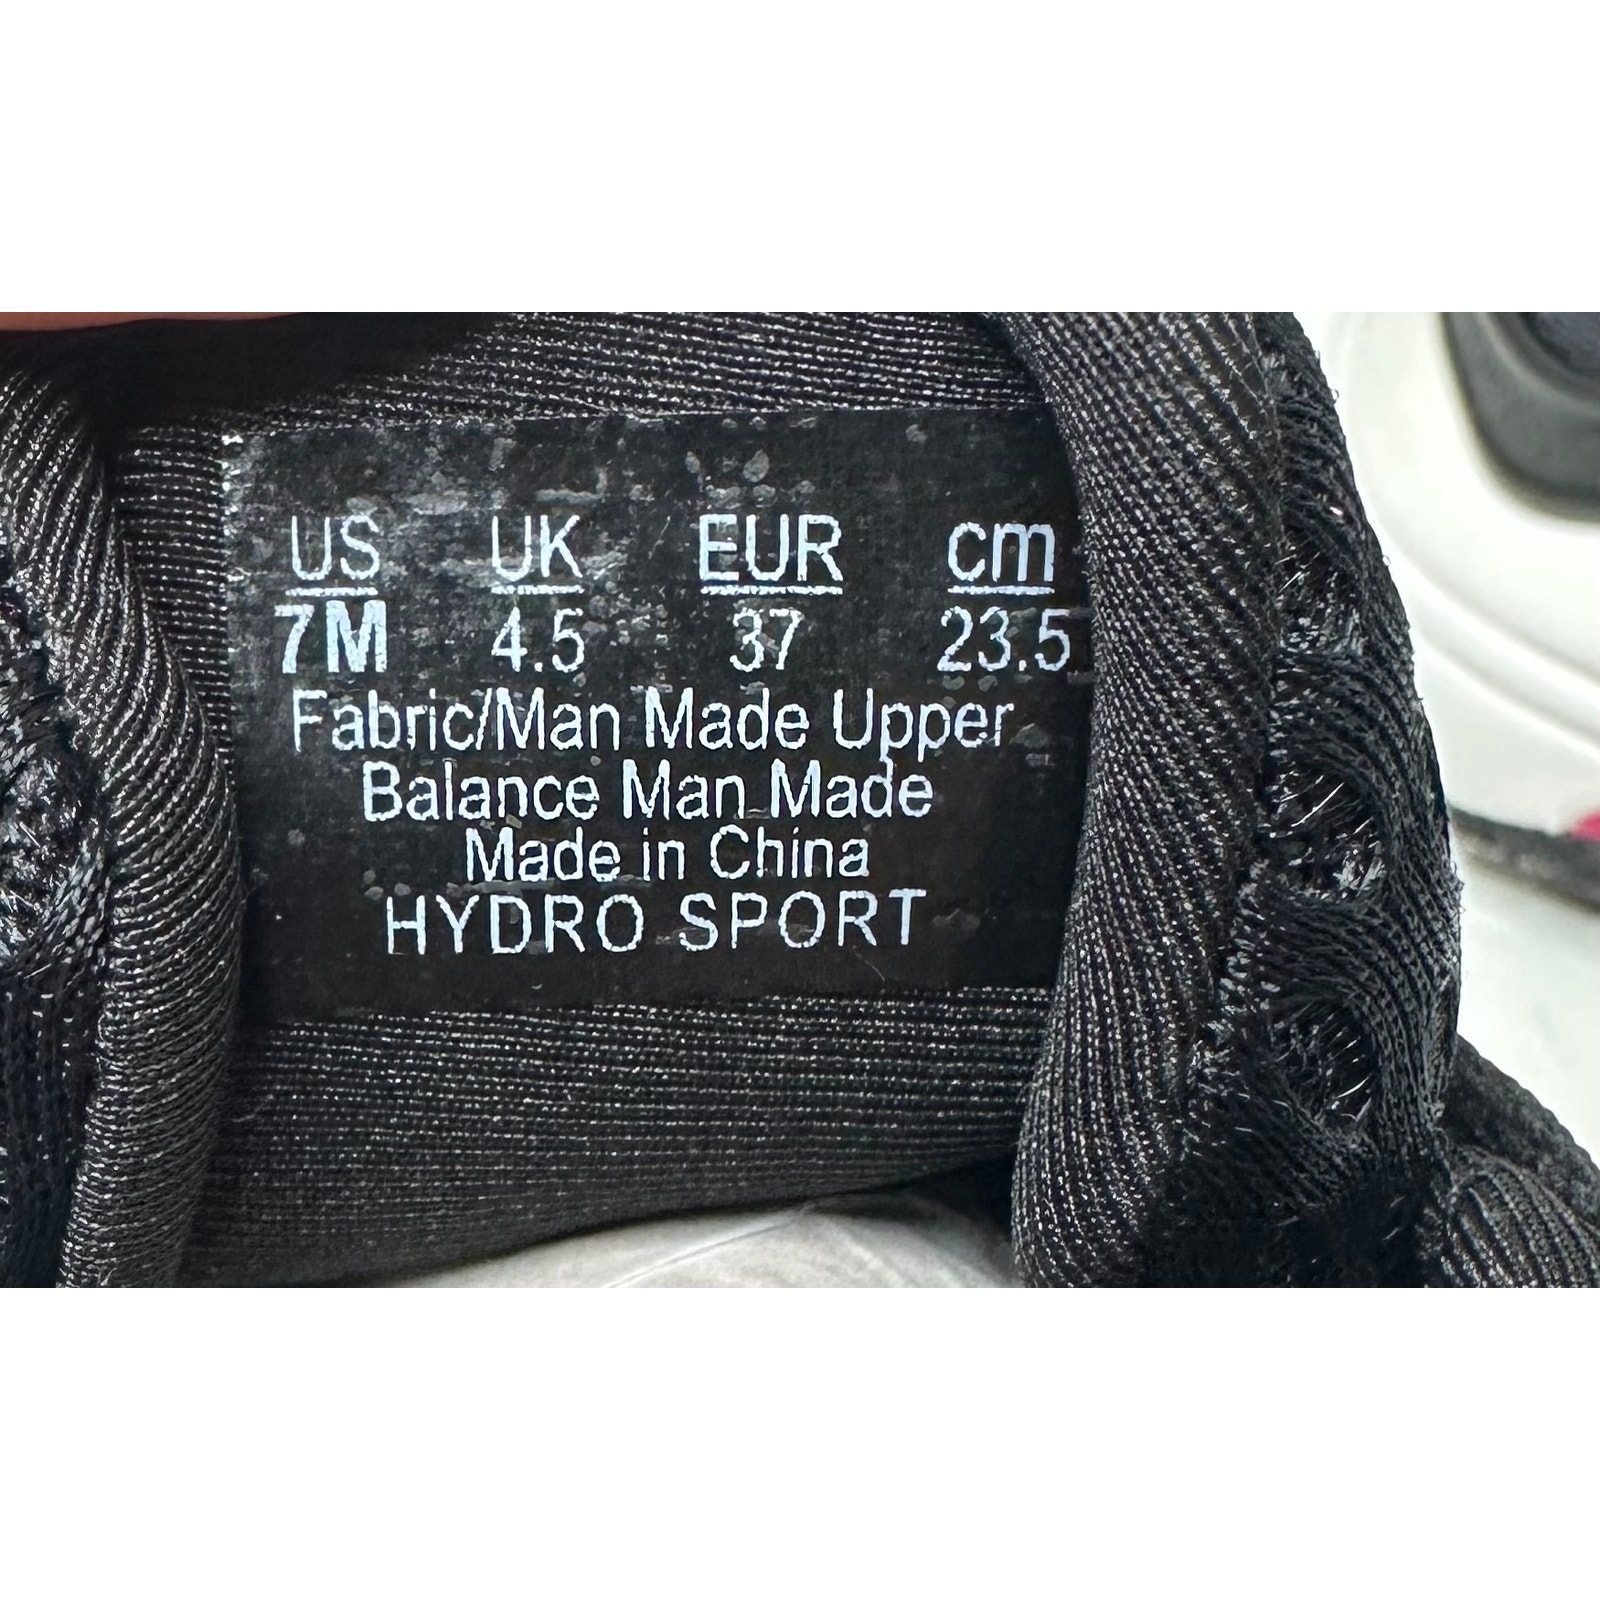 US UK EUR cm
7M 4.5 37 23.5
Fabric/Man Made Upper
Balance Man Made
Made in China
HYDRO SPORT